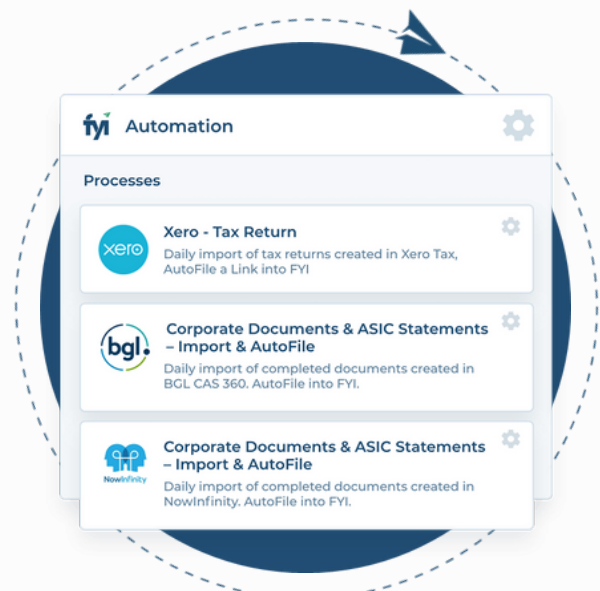 fyi Automation
Processes
xero
Xero - Tax Return
Daily import of tax returns created in Xero Tax,
AutoFile a Link into FYI
bgl.
Corporate Documents & ASIC Statements
– Import & AutoFile
Daily import of completed documents created in
BGL CAS 360. AutoFile into FYI.
NowInfinity
Corporate Documents & ASIC Statements
– Import & AutoFile
Daily import of completed documents created in
NowInfinity. AutoFile into FYI.